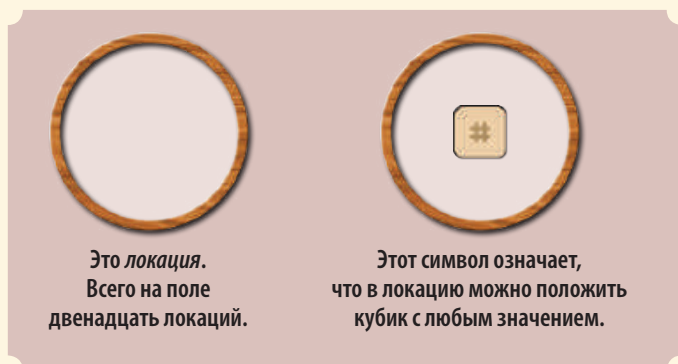 Это локация.
Всего на поле
двенадцать локаций.
#
Этот символ означает,
что в локацию можно положить
кубик с любым значением.